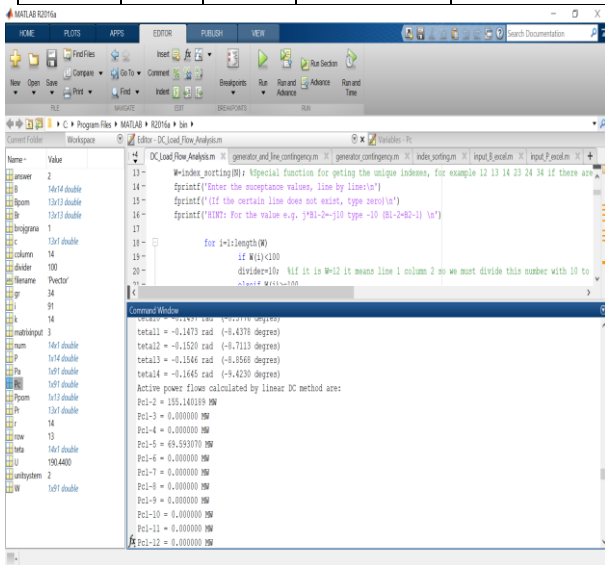 MATLAB R2016a
HOME PLOTS APPS EDITOR PUBLISH VIEW Search Documentation
New Open Save Find Files Compare Print Go To Find Insert Comment Indent Breakpoints Run Run and Advance Run Section Advance Run and Time
FILE NAVIGATE EDIT BREAKPOINTS RUN
C: Program Files MATLAB R2016a bin
Current Folder Workspace
Name Value
answer 2
B 14x14 double
Bpom 13x13 double
Br 13x13 double
brojgrana 1
c 13x1 double
column 14
divider 100
filename 'Pvector'
gr 34
i 91
k 14
matrixinput 3
num 14x1 double
P 1x14 double
Pa 1x91 double
Pc 1x91 double
Ppom 1x13 double
Pr 13x1 double
r 14
row 13
teta 14x1 double
U 190.4400
unitsystem 2
W 1x91 double
Editor - DC_Load_Flow_Analysis.m Variables - Pc
DC_Load_Flow_Analysis.m generator_and_line_contingency.m generator_contingency.m index_sorting.m input_B_excel.m input_P_excel.m
13 - W=index_sorting(N); %Special function for geting the unique indexes, for example 12 13 14 23 24 34 if there are
14 - fprintf('Enter the suceptance values, line by line:\n')
15 - fprintf('(If the certain line does not exist, type zero)\n')
16 - fprintf('HINT: For the value e.g. j*B1-2=-j10 type -10 (B1-2=B2-1) \n')
17
18 - for i=1:length(W)
19 - if W(i)<100
20 - divider=10; %if it is W=12 it means line 1 column 2 so we must divide this number with 10 to
21 - elseif W(i)>=100
Command Window
teta11 = -0.1473 rad (-8.4378 degres)
teta12 = -0.1520 rad (-8.7113 degres)
teta13 = -0.1546 rad (-8.8568 degres)
teta14 = -0.1645 rad (-9.4230 degres)
Active power flows calculated by linear DC method are:
Pc1-2 = 155.140189 MW
Pc1-3 = 0.000000 MW
Pc1-4 = 0.000000 MW
Pc1-5 = 69.593070 MW
Pc1-6 = 0.000000 MW
Pc1-7 = 0.000000 MW
Pc1-8 = 0.000000 MW
Pc1-9 = 0.000000 MW
Pc1-10 = 0.000000 MW
Pc1-11 = 0.000000 MW
fx Pc1-12 = 0.000000 MW